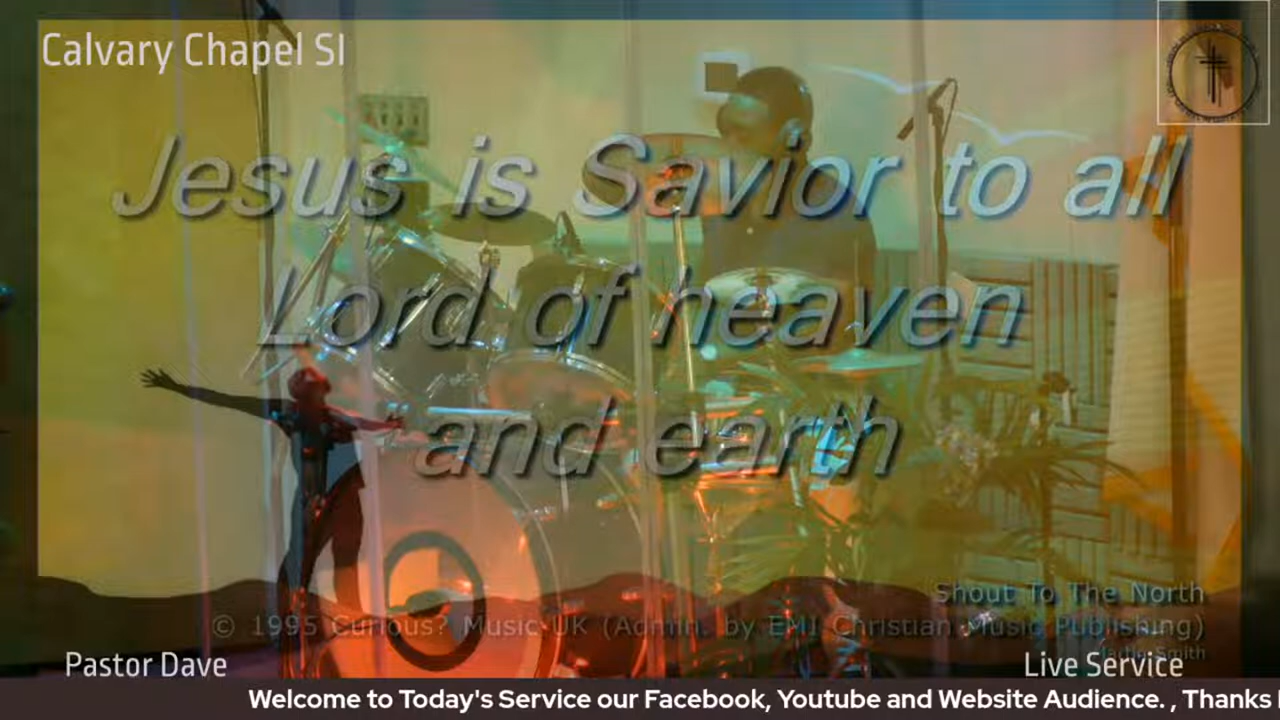 Calvary Chapel SI
Jesus is Savior to all
Lord of heaven
and earth
Shout To The North
© 1995 Curious? Music UK (Admin. by EMI Christian Music Publishing)
Martin Smith
Pastor Dave
Live Service
Welcome to Today's Service our Facebook, Youtube and Website Audience. , Thanks